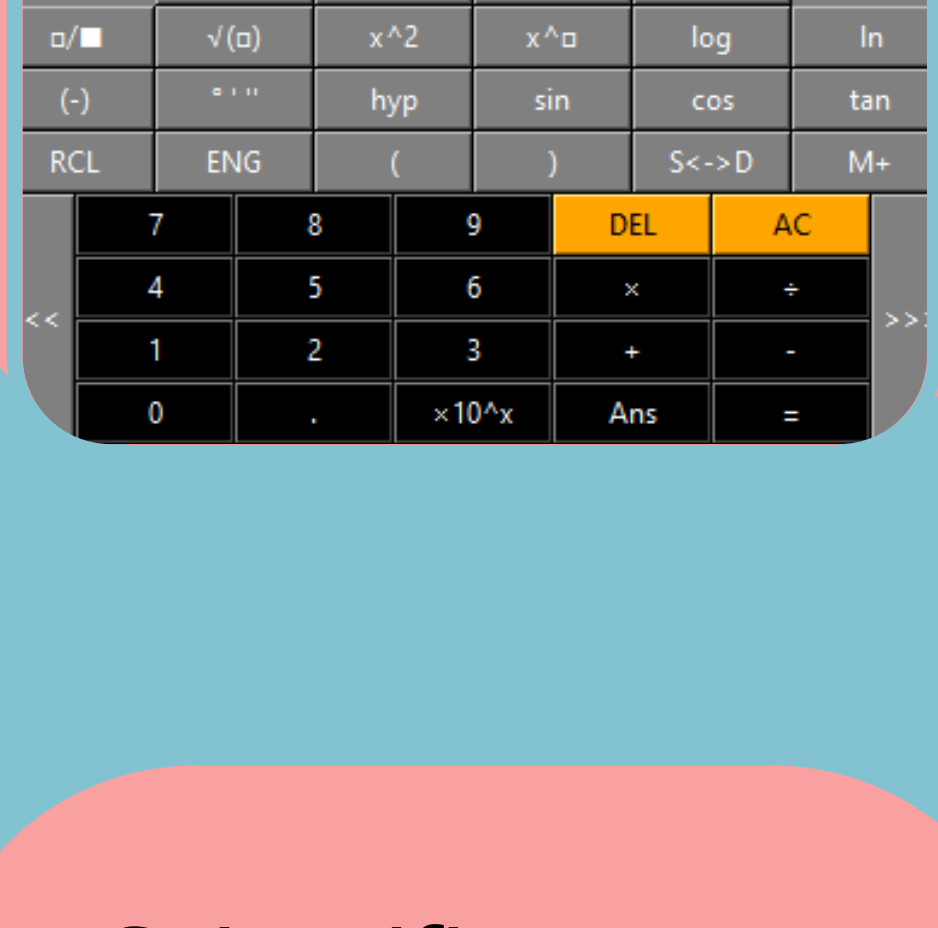 ▫/■ √(▫) x^2 x^▫ log ln
(-) ° ' '' hyp sin cos tan
RCL ENG ( ) S<->D M+
7 8 9 DEL AC
4 5 6 × ÷
<< >>
1 2 3 + -
0 . ×10^x Ans =